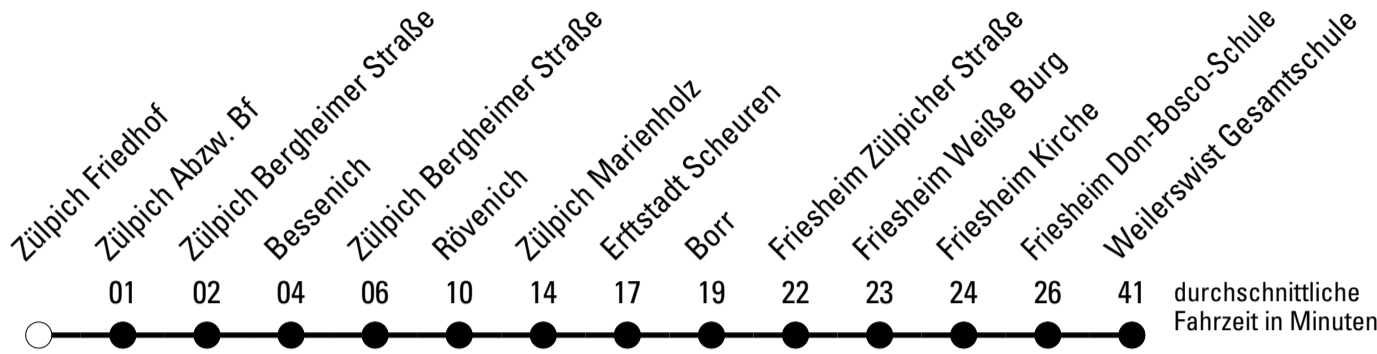 Zülpich Friedhof
Zülpich Abzw. Bf
Zülpich Bergheimer Straße
Bessenich
Zülpich Bergheimer Straße
Rövenich
Zülpich Marienholz
Erftstadt Scheuren
Borr
Friesheim Zülpicher Straße
Friesheim Weiße Burg
Friesheim Kirche
Friesheim Don-Bosco-Schule
Weilerswist Gesamtschule
01 02 04 06 10 14 17 19 22 23 24 26 41
durchschnittliche
Fahrzeit in Minuten